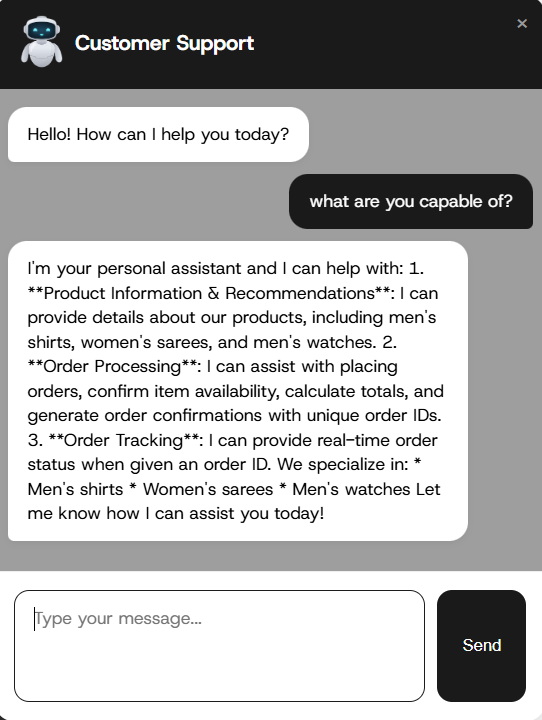 Customer Support
×
Hello! How can I help you today?
what are you capable of?
I'm your personal assistant and I can help with: 1.
**Product Information & Recommendations**: I can
provide details about our products, including men's
shirts, women's sarees, and men's watches. 2.
**Order Processing**: I can assist with placing
orders, confirm item availability, calculate totals, and
generate order confirmations with unique order IDs.
3. **Order Tracking**: I can provide real-time order
status when given an order ID. We specialize in: *
Men's shirts * Women's sarees * Men's watches Let
me know how I can assist you today!
Type your message...
Send